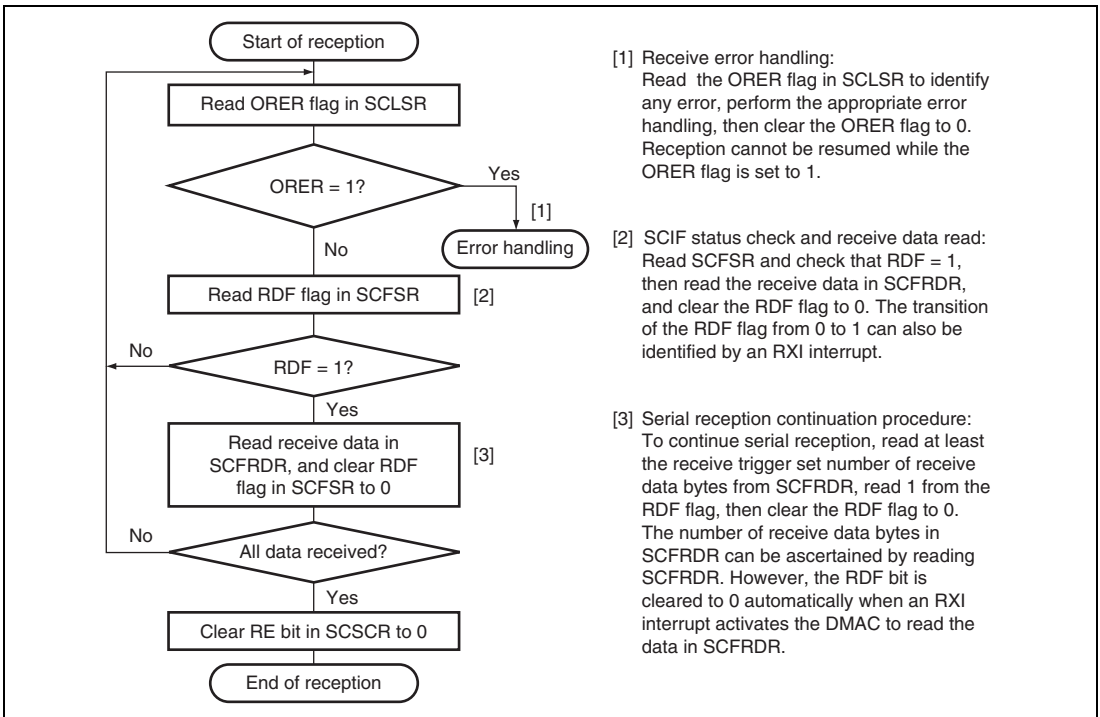 Start of reception
Read ORER flag in SCLSR
ORER = 1?
Yes
[1]
Error handling
No
Read RDF flag in SCFSR
[2]
No
RDF = 1?
Yes
Read receive data in
SCFRDR, and clear RDF
flag in SCFSR to 0
[3]
No
All data received?
Yes
Clear RE bit in SCSCR to 0
End of reception
[1] Receive error handling:
Read the ORER flag in SCLSR to identify
any error, perform the appropriate error
handling, then clear the ORER flag to 0.
Reception cannot be resumed while the
ORER flag is set to 1.
[2] SCIF status check and receive data read:
Read SCFSR and check that RDF = 1,
then read the receive data in SCFRDR,
and clear the RDF flag to 0. The transition
of the RDF flag from 0 to 1 can also be
identified by an RXI interrupt.
[3] Serial reception continuation procedure:
To continue serial reception, read at least
the receive trigger set number of receive
data bytes from SCFRDR, read 1 from the
RDF flag, then clear the RDF flag to 0.
The number of receive data bytes in
SCFRDR can be ascertained by reading
SCFRDR. However, the RDF bit is
cleared to 0 automatically when an RXI
interrupt activates the DMAC to read the
data in SCFRDR.